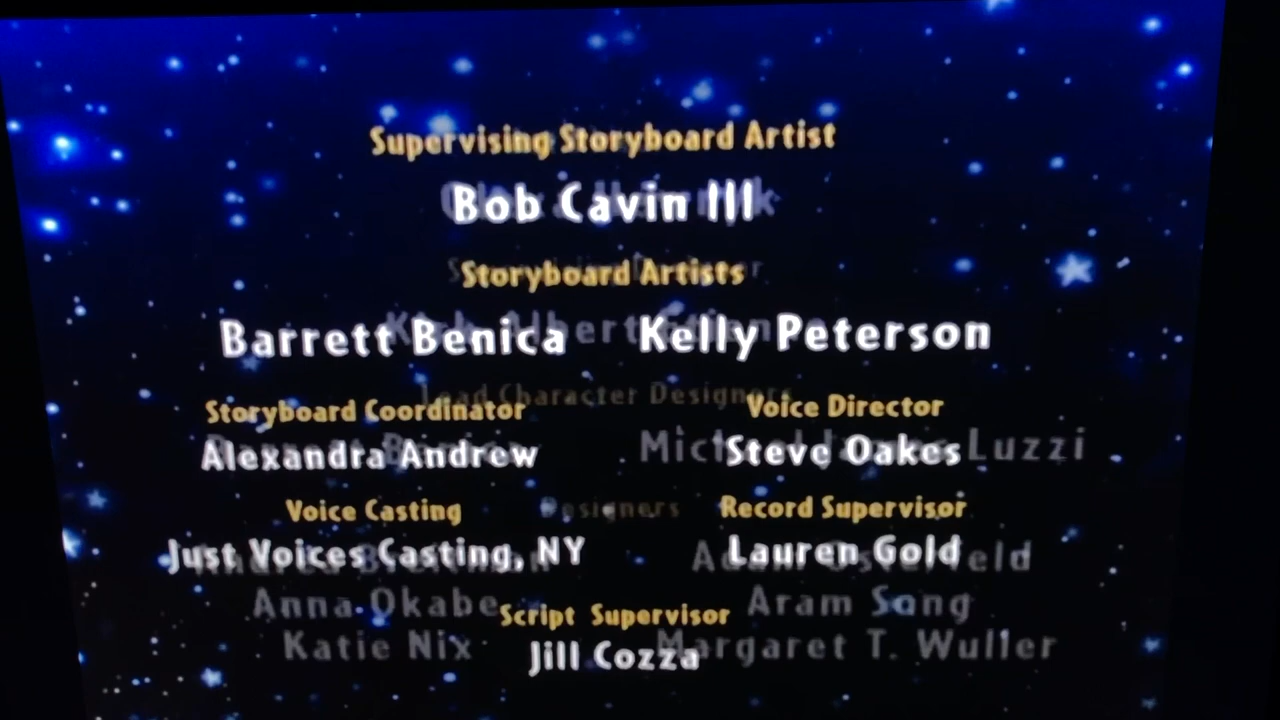 Supervising Storyboard Artist
Bob Cavin III
Storyboard Artists
Barrett Benica Kelly Peterson
Lead Character Designers
Storyboard Coordinator Voice Director
Alexandra Andrew Steve Oakes
Luzzi
Voice Casting Designers Record Supervisor
Just Voices Casting, NY Lauren Gold
Anna Okabe Aram Song
Script Supervisor
Katie Nix Margaret T. Wuller
Jill Cozza